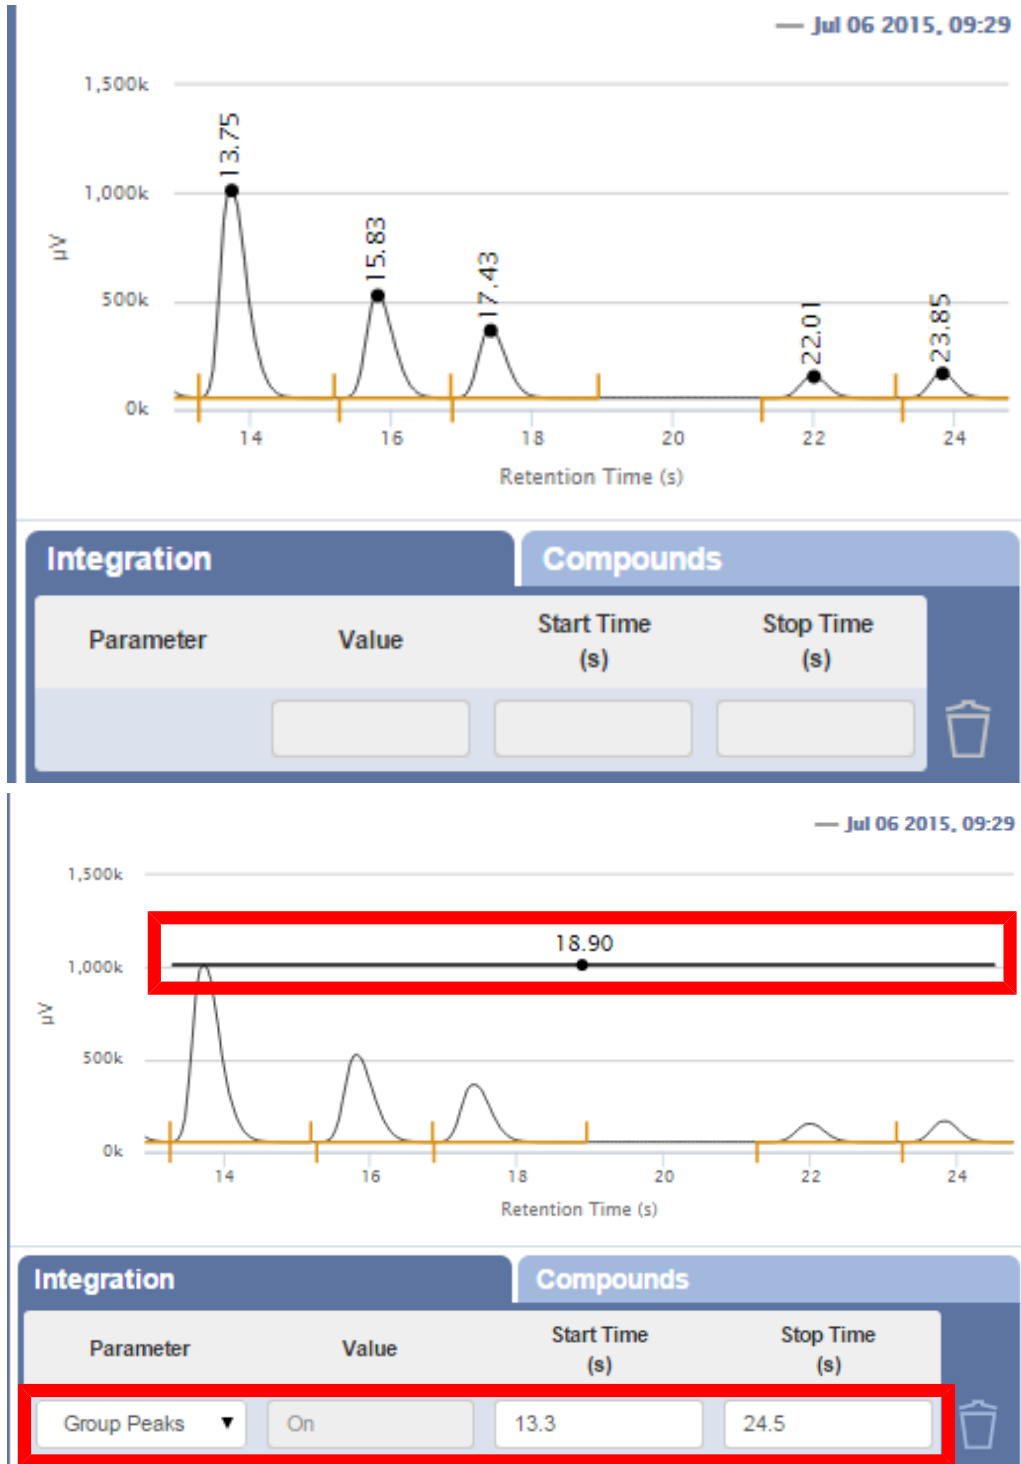 Jul 06 2015, 09:29
1,500k
13.75
1,000k
15.83
17.43
µV
500k
22.01
23.85
0k
14 16 18 20 22 24
Retention Time (s)
Integration Compounds
Parameter Value Start Time (s) Stop Time (s)
Jul 06 2015, 09:29
1,500k
18.90
1,000k
µV
500k
0k
14 16 18 20 22 24
Retention Time (s)
Integration Compounds
Parameter Value Start Time (s) Stop Time (s)
Group Peaks On 13.3 24.5